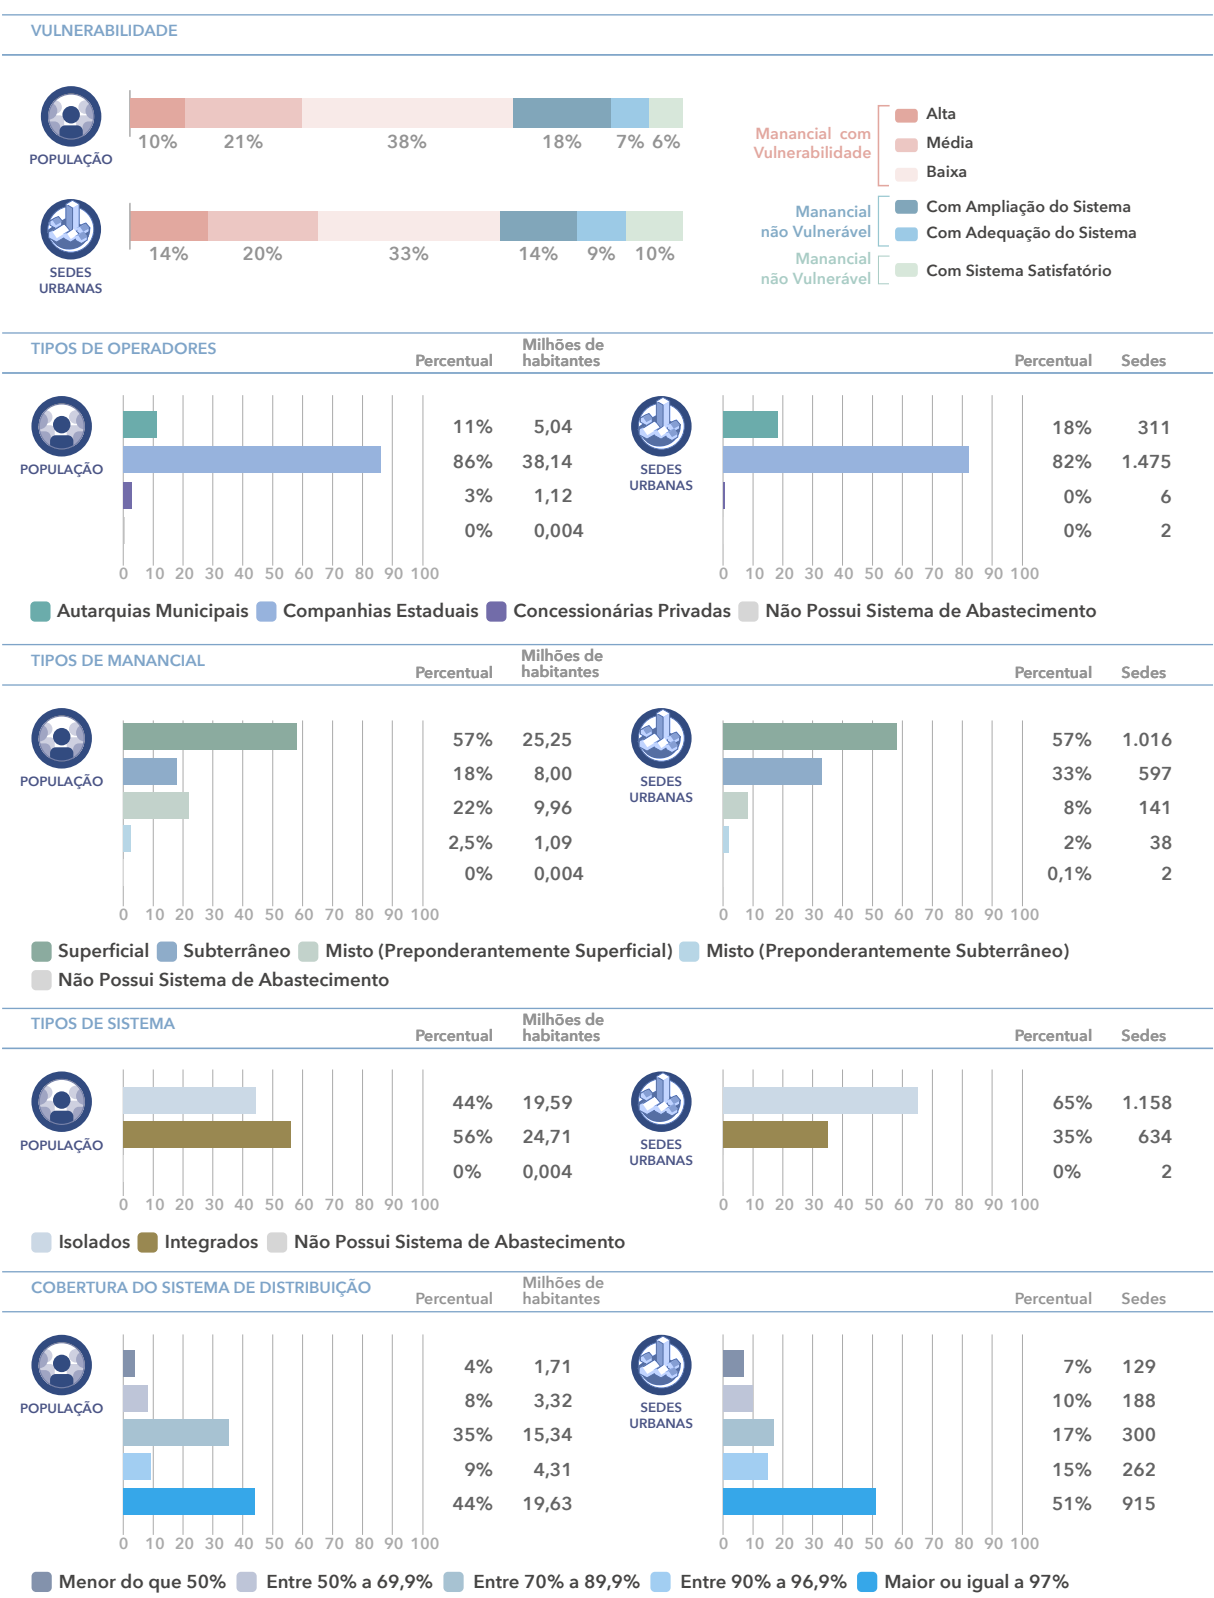 VULNERABILIDADE
POPULAÇÃO
10% 21% 38% 18% 7% 6%
SEDES
URBANAS
14% 20% 33% 14% 9% 10%
Manancial com
Vulnerabilidade
Alta
Média
Baixa
Manancial
não Vulnerável
Com Ampliação do Sistema
Com Adequação do Sistema
Manancial
não Vulnerável
Com Sistema Satisfatório
TIPOS DE OPERADORES
Percentual
Milhões de
habitantes
Percentual Sedes
POPULAÇÃO
11% 5,04
86% 38,14
3% 1,12
0% 0,004
0 10 20 30 40 50 60 70 80 90 100
SEDES
URBANAS
18% 311
82% 1.475
0% 6
0% 2
0 10 20 30 40 50 60 70 80 90 100
Autarquias Municipais Companhias Estaduais Concessionárias Privadas Não Possui Sistema de Abastecimento
TIPOS DE MANANCIAL
Percentual
Milhões de
habitantes
Percentual Sedes
POPULAÇÃO
57% 25,25
18% 8,00
22% 9,96
2,5% 1,09
0% 0,004
0 10 20 30 40 50 60 70 80 90 100
SEDES
URBANAS
57% 1.016
33% 597
8% 141
2% 38
0,1% 2
0 10 20 30 40 50 60 70 80 90 100
Superficial Subterrâneo Misto (Preponderantemente Superficial) Misto (Preponderantemente Subterrâneo)
Não Possui Sistema de Abastecimento
TIPOS DE SISTEMA
Percentual
Milhões de
habitantes
Percentual Sedes
POPULAÇÃO
44% 19,59
56% 24,71
0% 0,004
0 10 20 30 40 50 60 70 80 90 100
SEDES
URBANAS
65% 1.158
35% 634
0% 2
0 10 20 30 40 50 60 70 80 90 100
Isolados Integrados Não Possui Sistema de Abastecimento
COBERTURA DO SISTEMA DE DISTRIBUIÇÃO
Percentual
Milhões de
habitantes
Percentual Sedes
POPULAÇÃO
4% 1,71
8% 3,32
35% 15,34
9% 4,31
44% 19,63
0 10 20 30 40 50 60 70 80 90 100
SEDES
URBANAS
7% 129
10% 188
17% 300
15% 262
51% 915
0 10 20 30 40 50 60 70 80 90 100
Menor do que 50% Entre 50% a 69,9% Entre 70% a 89,9% Entre 90% a 96,9% Maior ou igual a 97%